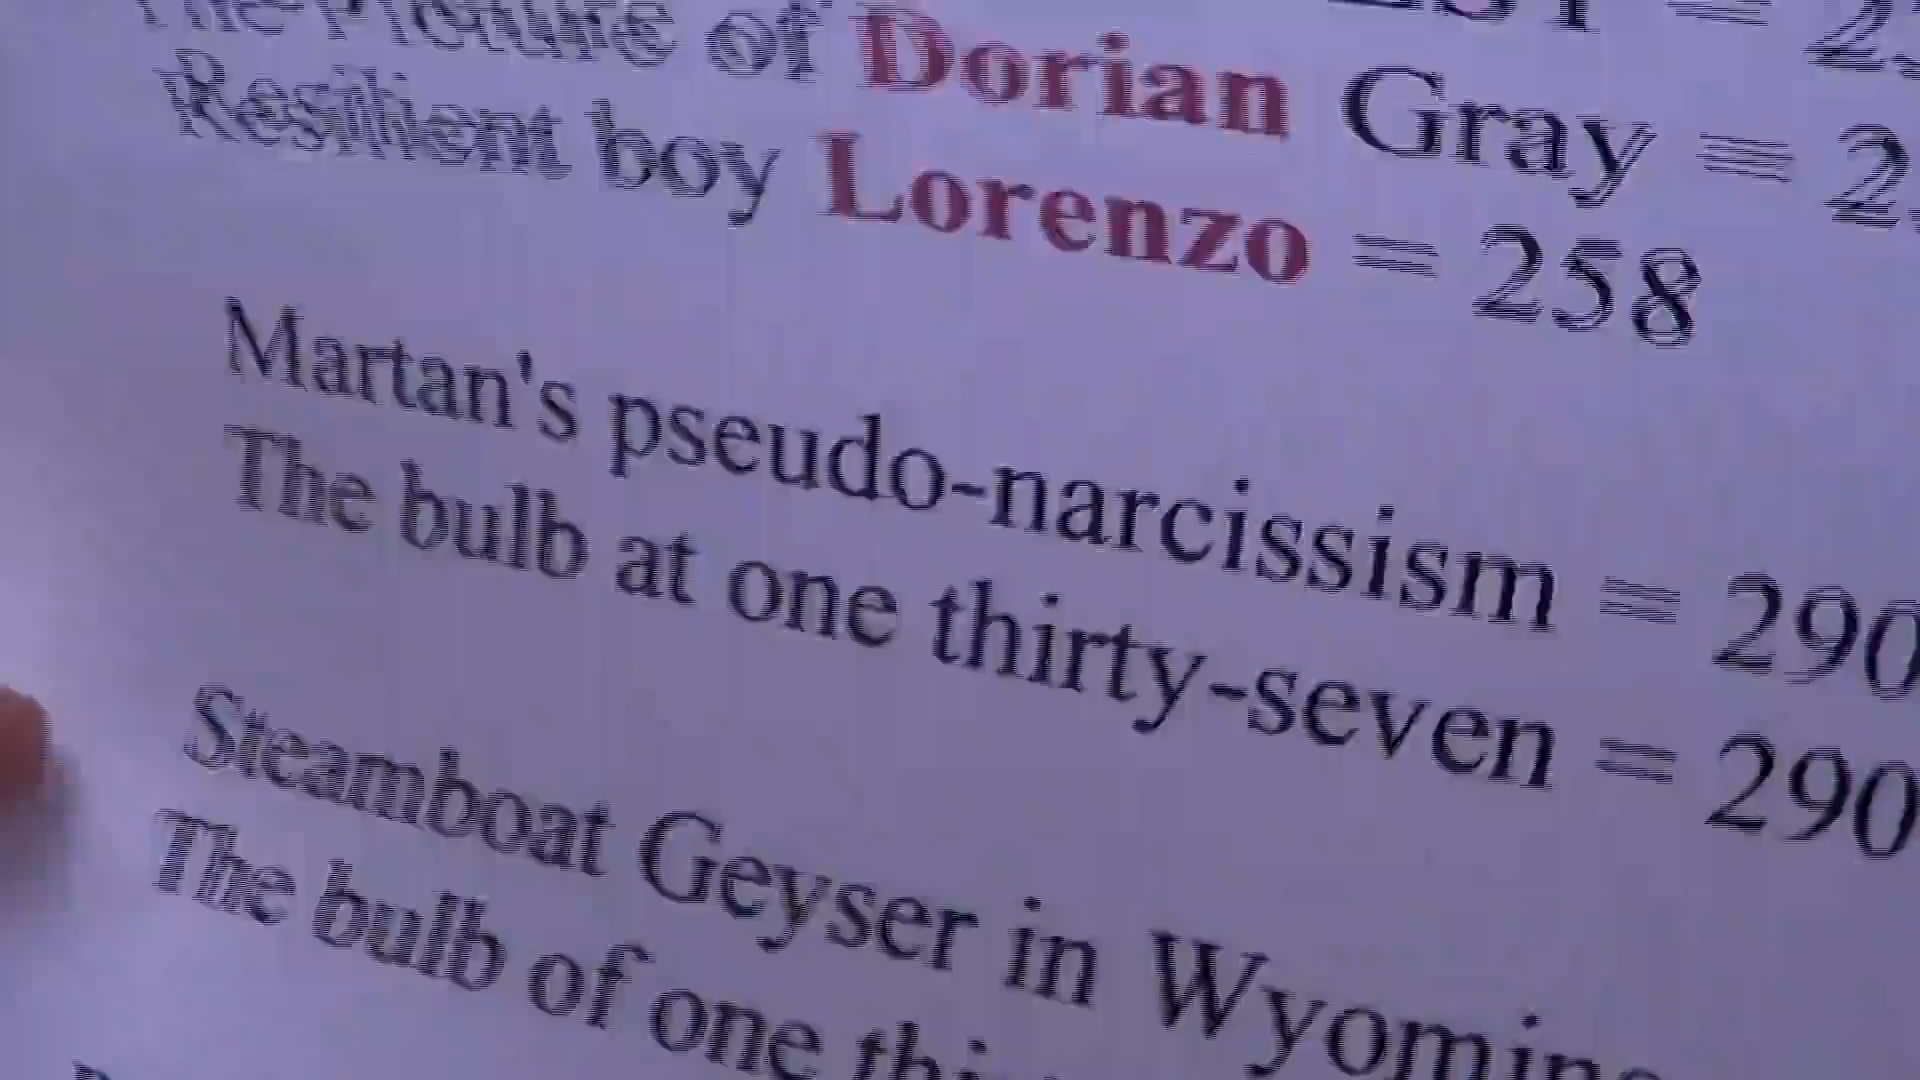 The Picture of Dorian Gray = 2
Resilient boy Lorenzo = 258
Martan's pseudo-narcissism = 290
The bulb at one thirty-seven = 290
Steamboat Geyser in Wyoming
The bulb of one thi